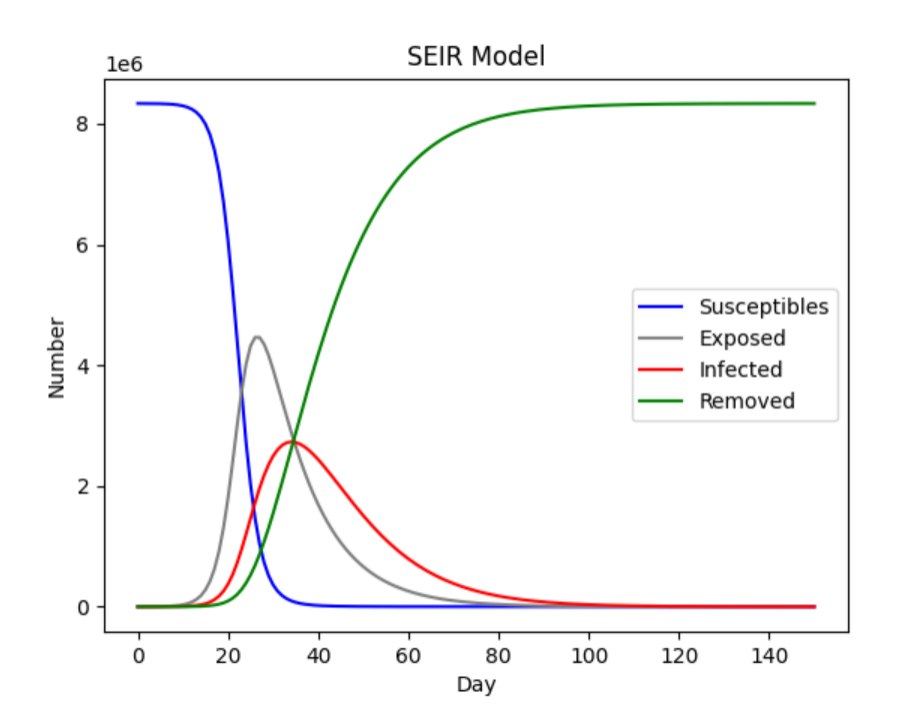 SEIR Model
1e6
8
6
4
2
0
Number
0 20 40 60 80 100 120 140
Day
Susceptibles
Exposed
Infected
Removed